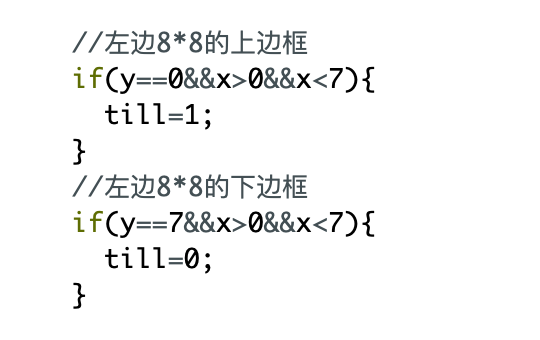 //左边8*8的上边框
if(y==0&&x>0&&x<7){
  till=1;
}
//左边8*8的下边框
if(y==7&&x>0&&x<7){
  till=0;
}